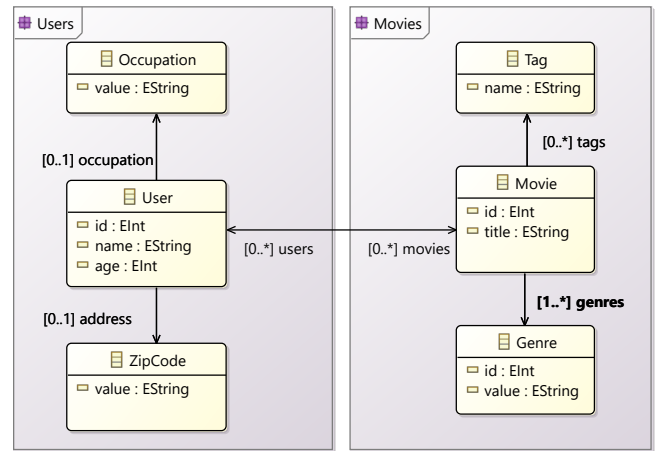 Users
Occupation
value : EString
[0..1] occupation
User
id : EInt
name : EString
age : EInt
[0..1] address
ZipCode
value : EString
[0..*] users
[0..*] movies
Movies
Tag
name : EString
[0..*] tags
Movie
id : EInt
title : EString
[1..*] genres
Genre
id : EInt
value : EString